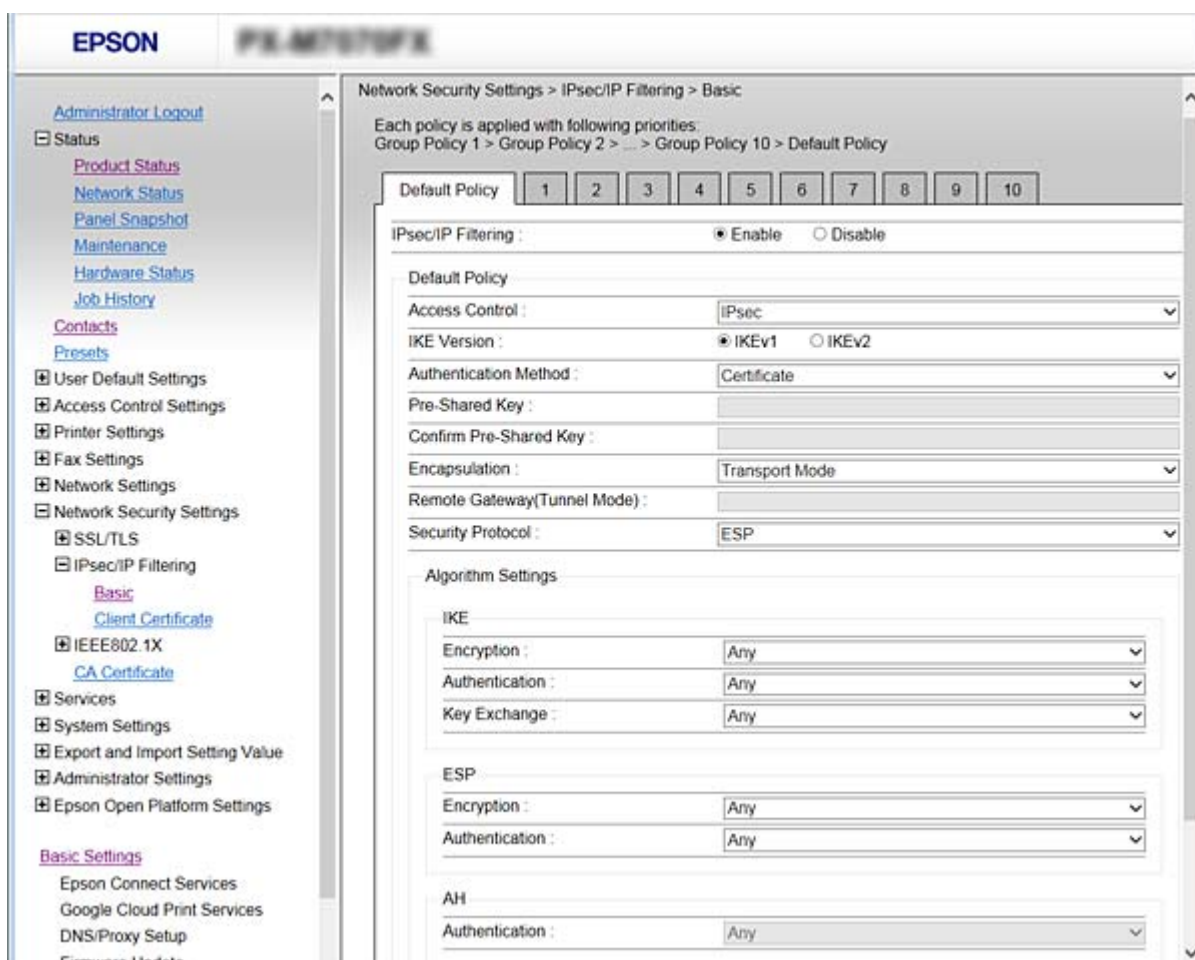 EPSON
Administrator Logout
Status
Product Status
Network Status
Panel Snapshot
Maintenance
Hardware Status
Job History
Contacts
Presets
User Default Settings
Access Control Settings
Printer Settings
Fax Settings
Network Settings
Network Security Settings
SSL/TLS
IPsec/IP Filtering
Basic
Client Certificate
IEEE802.1X
CA Certificate
Services
System Settings
Export and Import Setting Value
Administrator Settings
Epson Open Platform Settings
Basic Settings
Epson Connect Services
Google Cloud Print Services
DNS/Proxy Setup
Network Security Settings > IPsec/IP Filtering > Basic
Each policy is applied with following priorities:
Group Policy 1 > Group Policy 2 > ... > Group Policy 10 > Default Policy
Default Policy 1 2 3 4 5 6 7 8 9 10
IPsec/IP Filtering : Enable Disable
Default Policy
Access Control : IPsec
IKE Version : IKEv1 IKEv2
Authentication Method : Certificate
Pre-Shared Key :
Confirm Pre-Shared Key :
Encapsulation : Transport Mode
Remote Gateway(Tunnel Mode) :
Security Protocol : ESP
Algorithm Settings
IKE
Encryption : Any
Authentication : Any
Key Exchange : Any
ESP
Encryption : Any
Authentication : Any
AH
Authentication : Any